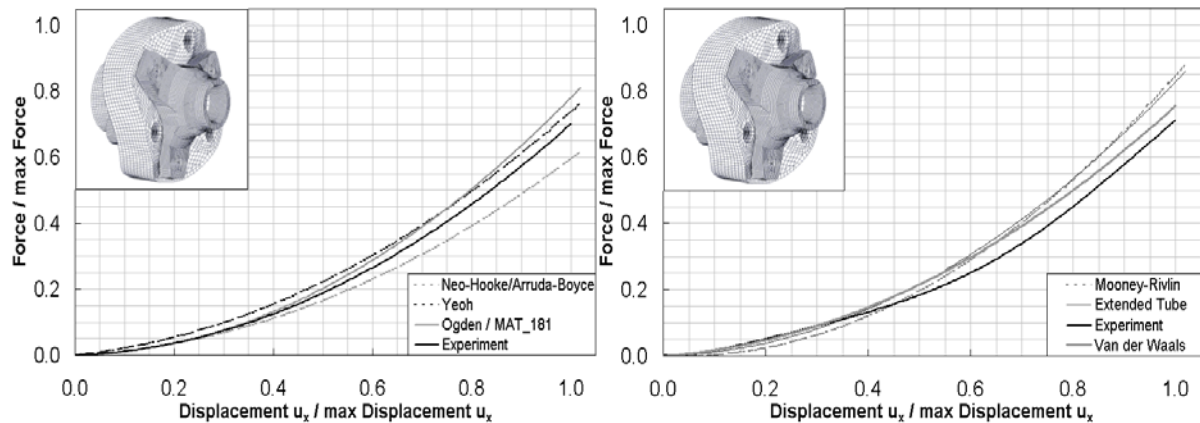 Force / max Force
1.0
0.8
0.6
0.4
0.2
0.0
Neo-Hooke/Arruda-Boyce
Yeoh
Ogden / MAT_181
Experiment
0.0 0.2 0.4 0.6 0.8 1.0
Displacement uₓ / max Displacement uₓ
Force / max Force
1.0
0.8
0.6
0.4
0.2
0.0
Mooney-Rivlin
Extended Tube
Experiment
Van der Waals
0.0 0.2 0.4 0.6 0.8 1.0
Displacement uₓ / max Displacement uₓ